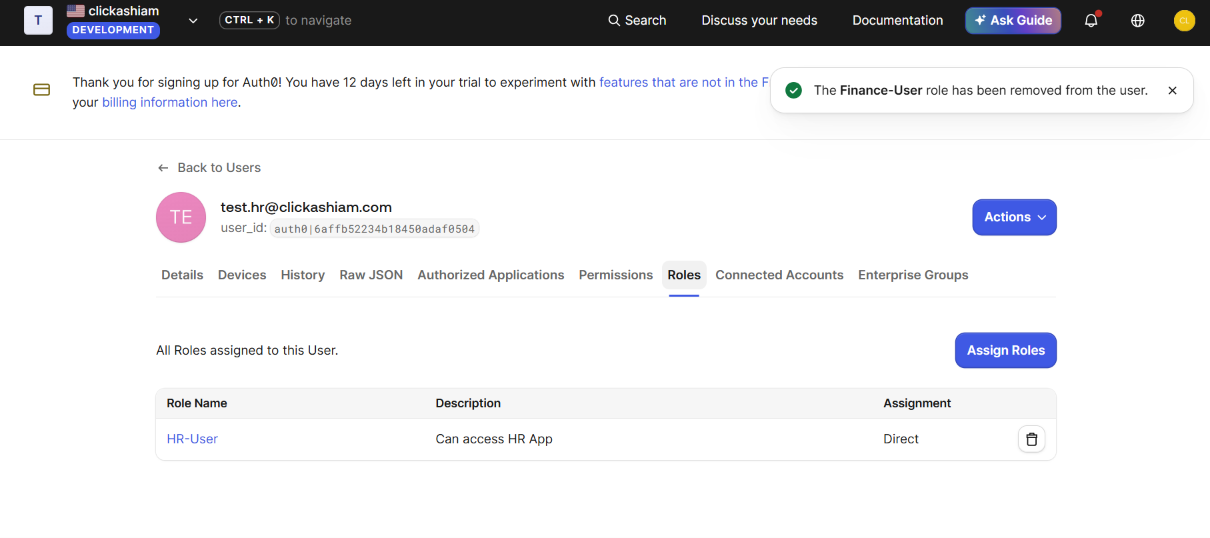 T
clickashiam
DEVELOPMENT
CTRL + K to navigate
Search
Discuss your needs
Documentation
Ask Guide
CL
Thank you for signing up for Auth0! You have 12 days left in your trial to experiment with features that are not in the F
your billing information here.
The Finance-User role has been removed from the user.
Back to Users
TE
test.hr@clickashiam.com
user_id: auth0|6affb52234b18450adaf0504
Actions
Details Devices History Raw JSON Authorized Applications Permissions Roles Connected Accounts Enterprise Groups
All Roles assigned to this User.
Assign Roles
Role Name Description Assignment
HR-User Can access HR App Direct